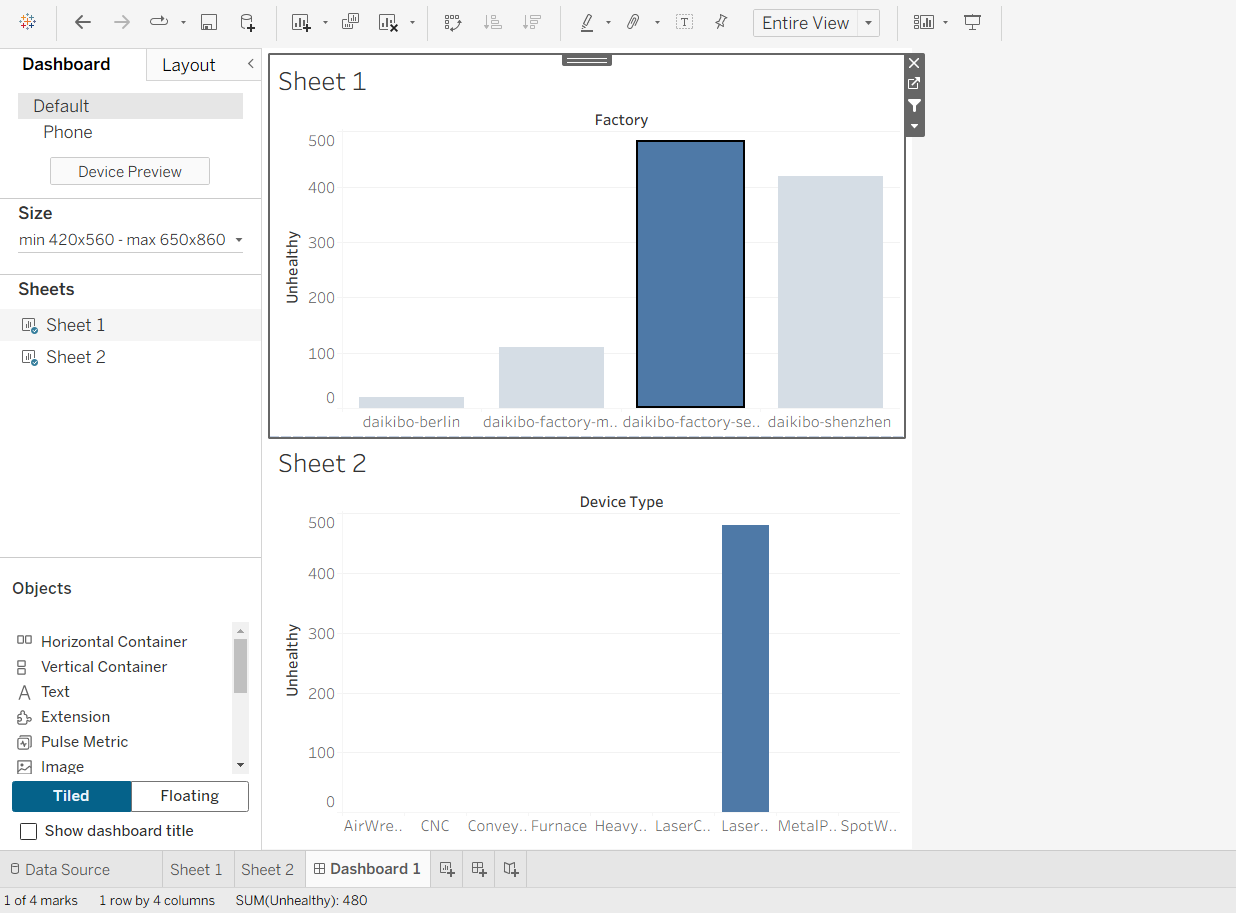 Entire View
Dashboard
Layout
Default
Phone
Device Preview
Size
min 420x560 - max 650x860
Sheets
Sheet 1
Sheet 2
Objects
Horizontal Container
Vertical Container
Text
Extension
Pulse Metric
Image
Tiled
Floating
Show dashboard title
Sheet 1
Factory
Unhealthy
500
400
300
200
100
0
daikibo-berlin
daikibo-factory-m..
daikibo-factory-se..
daikibo-shenzhen
Sheet 2
Device Type
Unhealthy
500
400
300
200
100
0
AirWre..
CNC
Convey..
Furnace
Heavy..
LaserC..
Laser..
MetalP..
SpotW..
Data Source
Sheet 1
Sheet 2
Dashboard 1
1 of 4 marks
1 row by 4 columns
SUM(Unhealthy): 480